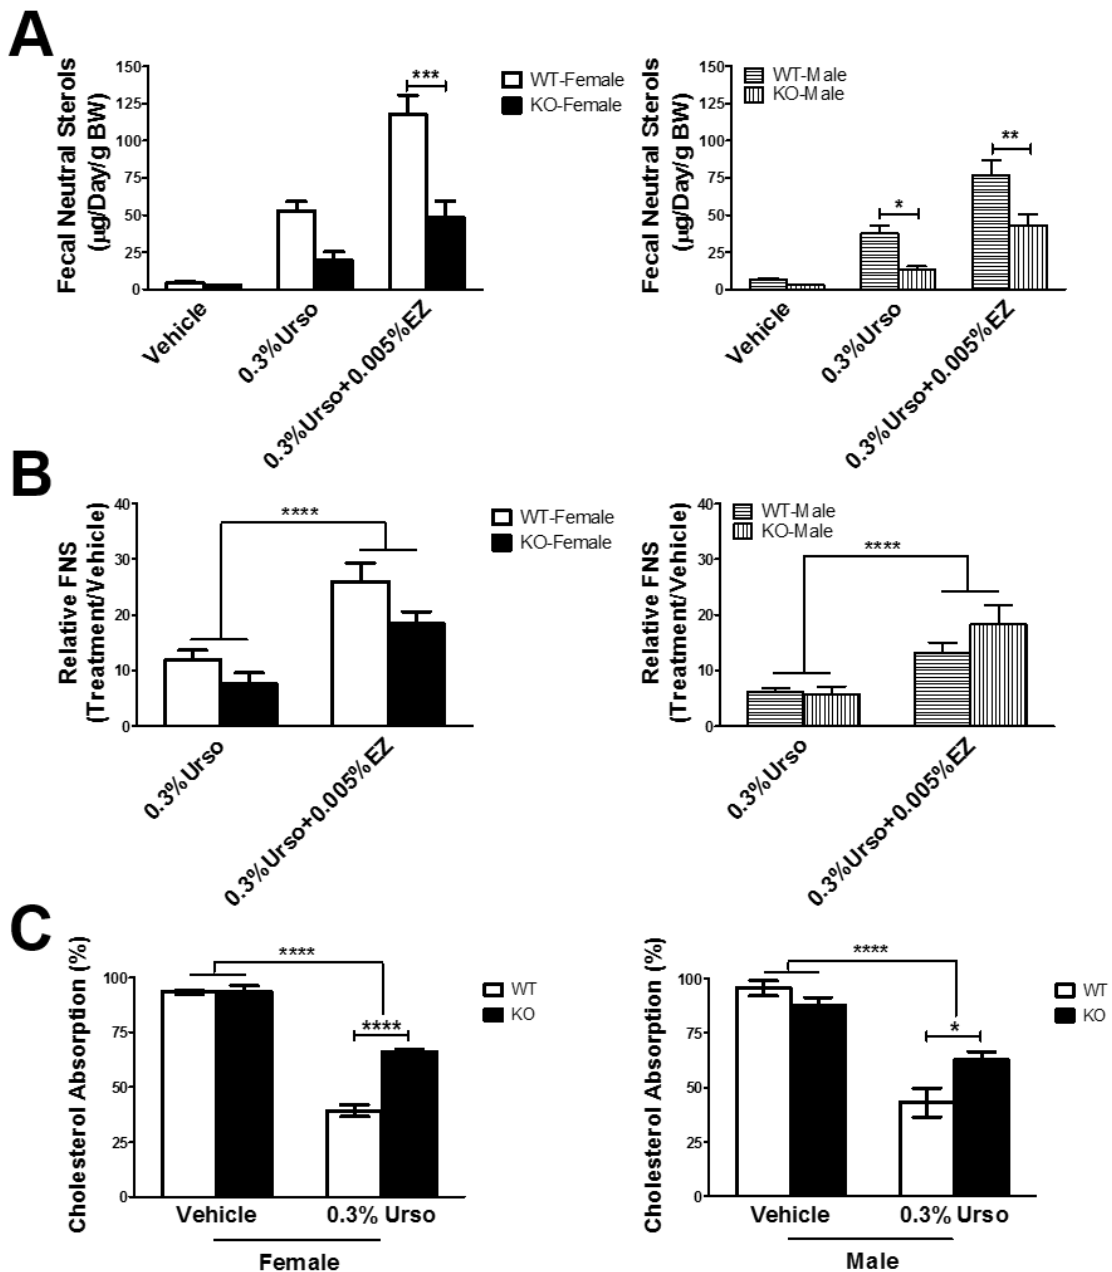 A
Fecal Neutral Sterols
(µg/Day/g BW)
150
125
100
75
50
25
0
***
WT-Female
KO-Female
Vehicle
0.3%Urso
0.3%Urso+0.005%EZ
Fecal Neutral Sterols
(µg/Day/g BW)
150
125
100
75
50
25
0
WT-Male
KO-Male
*
**
Vehicle
0.3%Urso
0.3%Urso+0.005%EZ
B
Relative FNS
(Treatment/Vehicle)
40
30
20
10
0
****
WT-Female
KO-Female
0.3%Urso
0.3%Urso+0.005%EZ
Relative FNS
(Treatment/Vehicle)
40
30
20
10
0
WT-Male
KO-Male
****
0.3%Urso
0.3%Urso+0.005%EZ
C
Cholesterol Absorption (%)
100
75
50
25
0
****
****
WT
KO
Vehicle
0.3% Urso
Female
Cholesterol Absorption (%)
100
75
50
25
0
****
*
WT
KO
Vehicle
0.3% Urso
Male